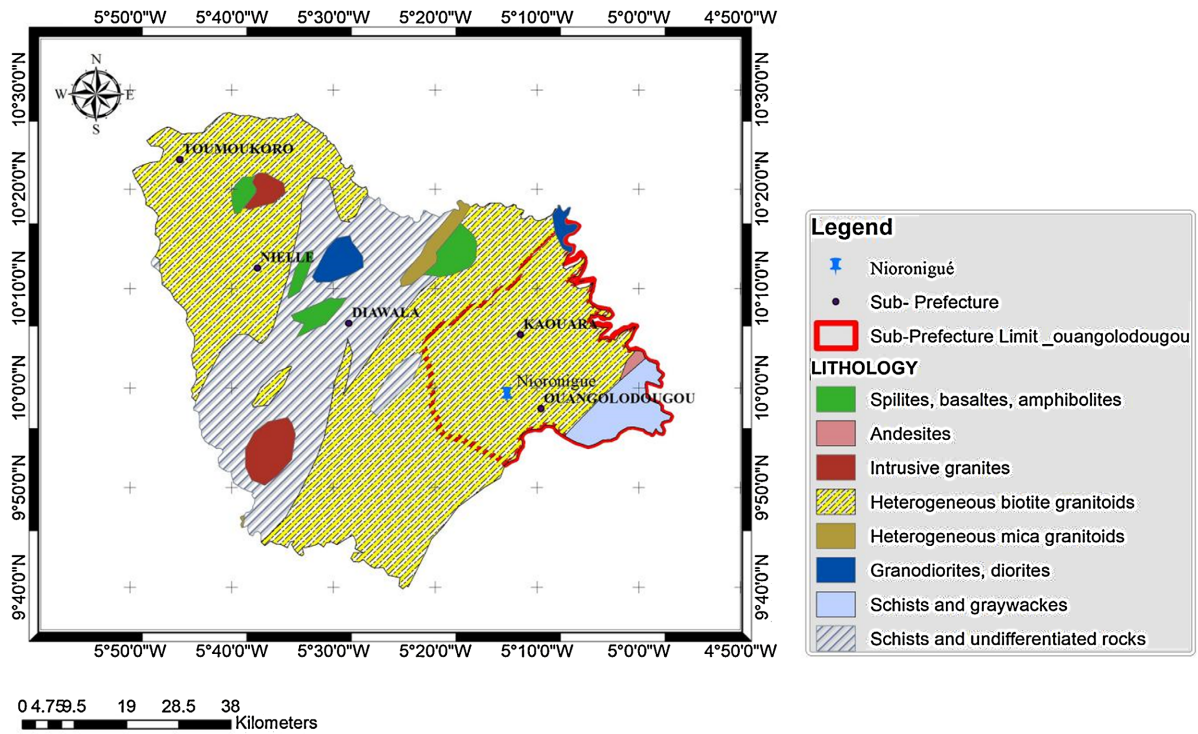 5°50'0"W 5°40'0"W 5°30'0"W 5°20'0"W 5°10'0"W 5°0'0"W 4°50'0"W
10°30'0"N
10°20'0"N
10°10'0"N
10°0'0"N
9°50'0"N
9°40'0"N
N
W E
S
TOUMOUKORO
NIELLE
DIAWALA
KAOUARA
Nioronigue
OUANGOLODOUGOU
10°30'0"N
10°20'0"N
10°10'0"N
10°0'0"N
9°50'0"N
9°40'0"N
5°50'0"W 5°40'0"W 5°30'0"W 5°20'0"W 5°10'0"W 5°0'0"W 4°50'0"W
0 4.759.5 19 28.5 38
Kilometers
Legend
Nioronigué
Sub- Prefecture
Sub-Prefecture Limit _ouangolodougou
LITHOLOGY
Spilites, basaltes, amphibolites
Andesites
Intrusive granites
Heterogeneous biotite granitoids
Heterogeneous mica granitoids
Granodiorites, diorites
Schists and graywackes
Schists and undifferentiated rocks